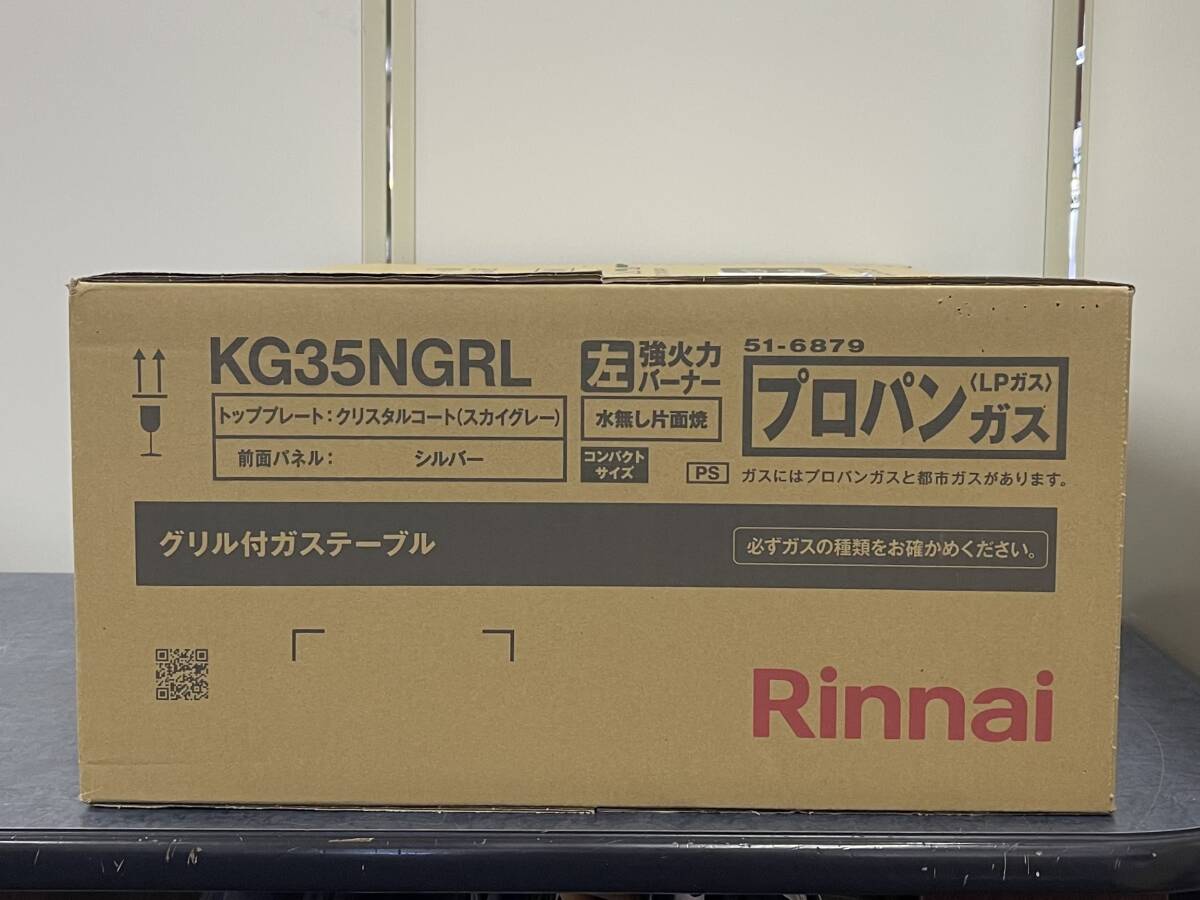 KG35NGRL
トッププレート：クリスタルコート（スカイグレー）
前面パネル： シルバー
左 強火力バーナー
水無し片面焼
コンパクトサイズ
PS
51-6879
プロパンガス〈LPガス〉
ガスにはプロパンガスと都市ガスがあります。
グリル付ガステーブル
必ずガスの種類をお確かめください。
Rinnai